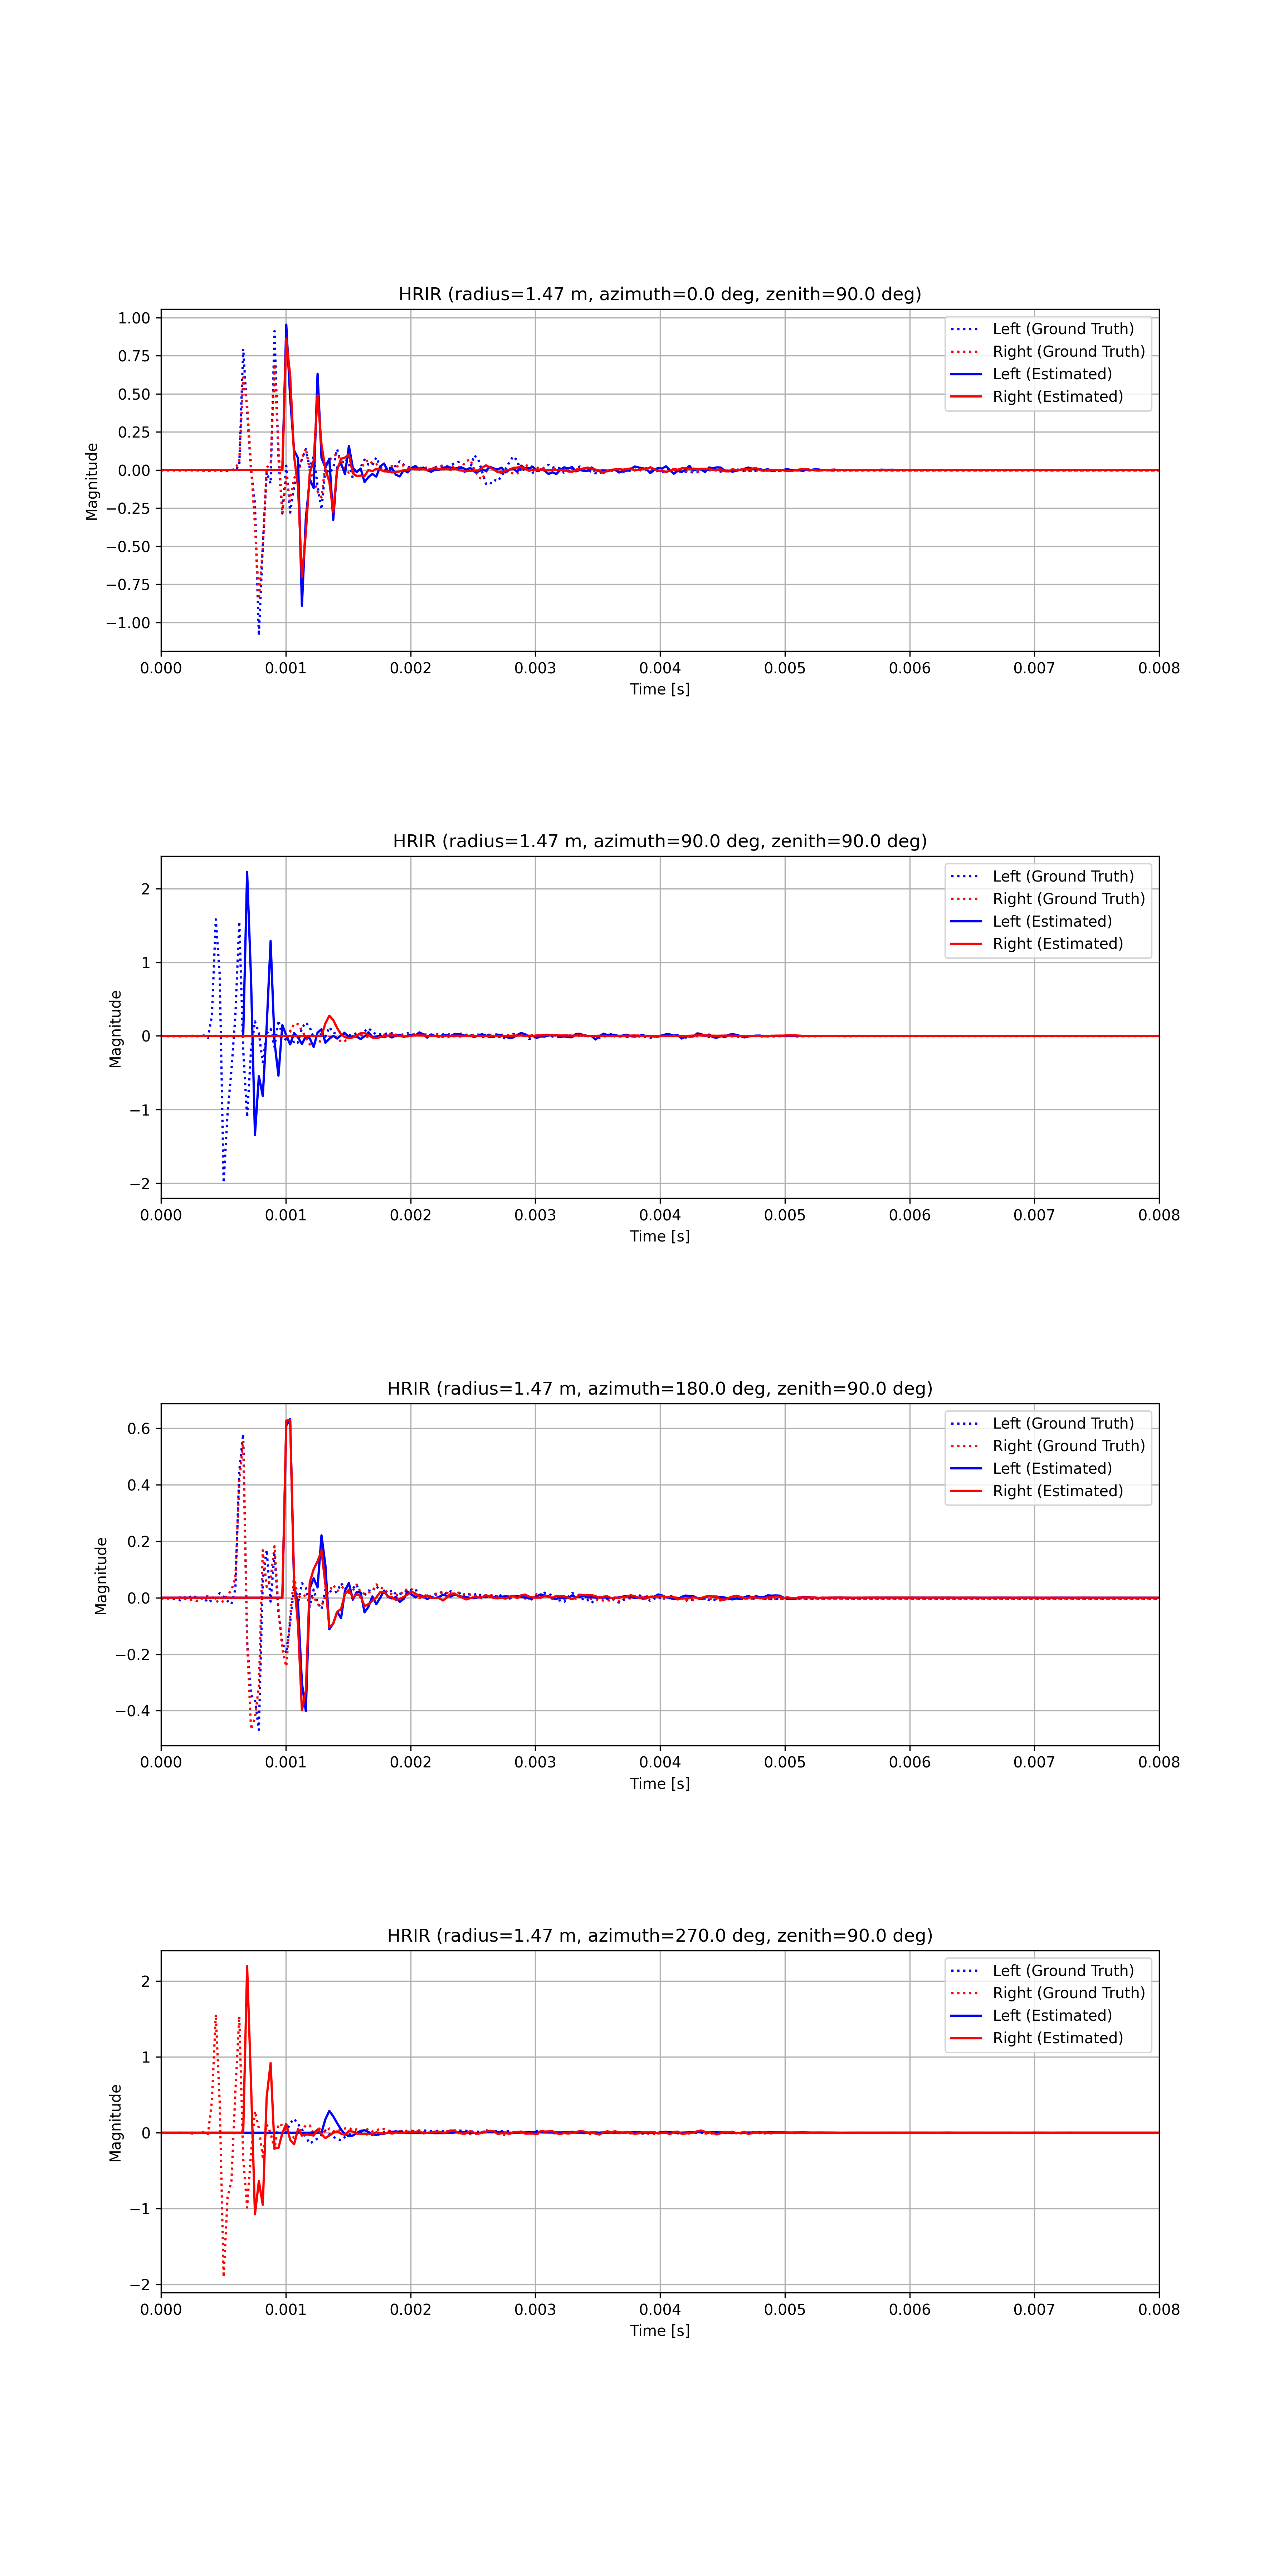 HRIR (radius=1.47 m, azimuth=0.0 deg, zenith=90.0 deg)
Left (Ground Truth)
Right (Ground Truth)
Left (Estimated)
Right (Estimated)
Magnitude
1.00
0.75
0.50
0.25
0.00
−0.25
−0.50
−0.75
−1.00
0.000 0.001 0.002 0.003 0.004 0.005 0.006 0.007 0.008
Time [s]
HRIR (radius=1.47 m, azimuth=90.0 deg, zenith=90.0 deg)
Left (Ground Truth)
Right (Ground Truth)
Left (Estimated)
Right (Estimated)
Magnitude
2
1
0
−1
−2
0.000 0.001 0.002 0.003 0.004 0.005 0.006 0.007 0.008
Time [s]
HRIR (radius=1.47 m, azimuth=180.0 deg, zenith=90.0 deg)
Left (Ground Truth)
Right (Ground Truth)
Left (Estimated)
Right (Estimated)
Magnitude
0.6
0.4
0.2
0.0
−0.2
−0.4
0.000 0.001 0.002 0.003 0.004 0.005 0.006 0.007 0.008
Time [s]
HRIR (radius=1.47 m, azimuth=270.0 deg, zenith=90.0 deg)
Left (Ground Truth)
Right (Ground Truth)
Left (Estimated)
Right (Estimated)
Magnitude
2
1
0
−1
−2
0.000 0.001 0.002 0.003 0.004 0.005 0.006 0.007 0.008
Time [s]